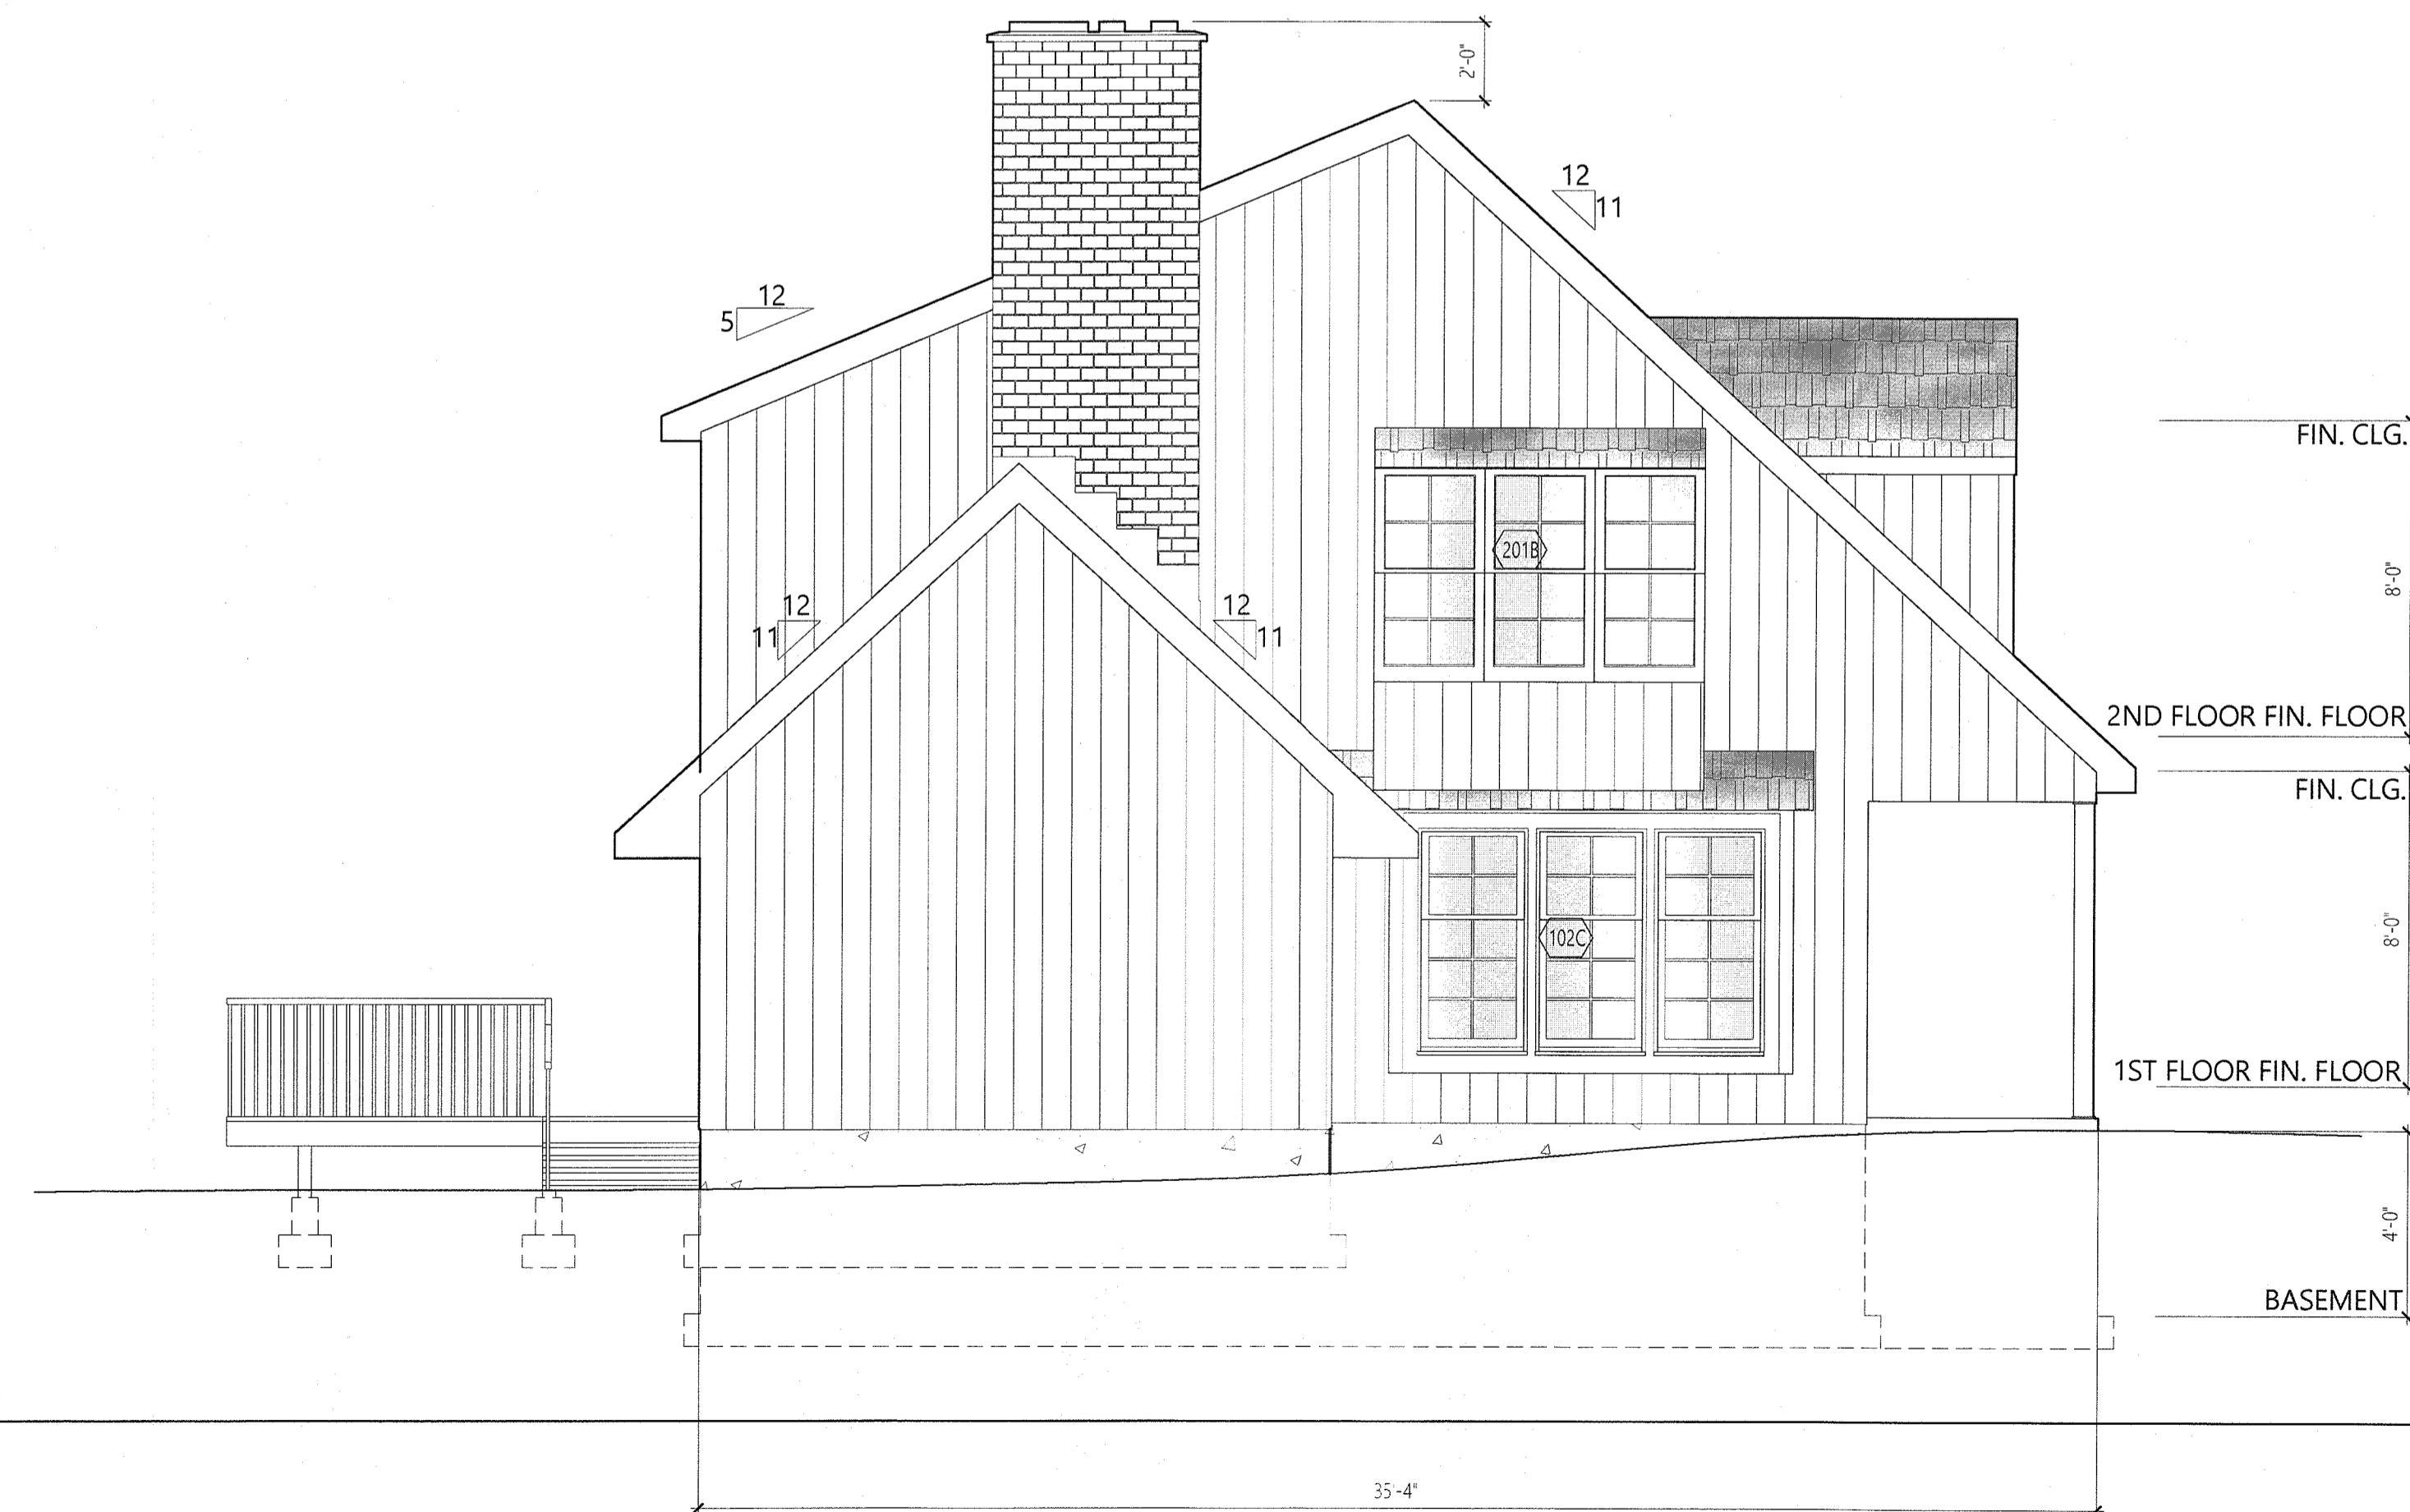 2'-0"
12
11
12
5
FIN. CLG.
201B
8'-0"
12
11
12
11
2ND FLOOR FIN. FLOOR
FIN. CLG.
102C
8'-0"
1ST FLOOR FIN. FLOOR
4'-0"
BASEMENT
35'-4"